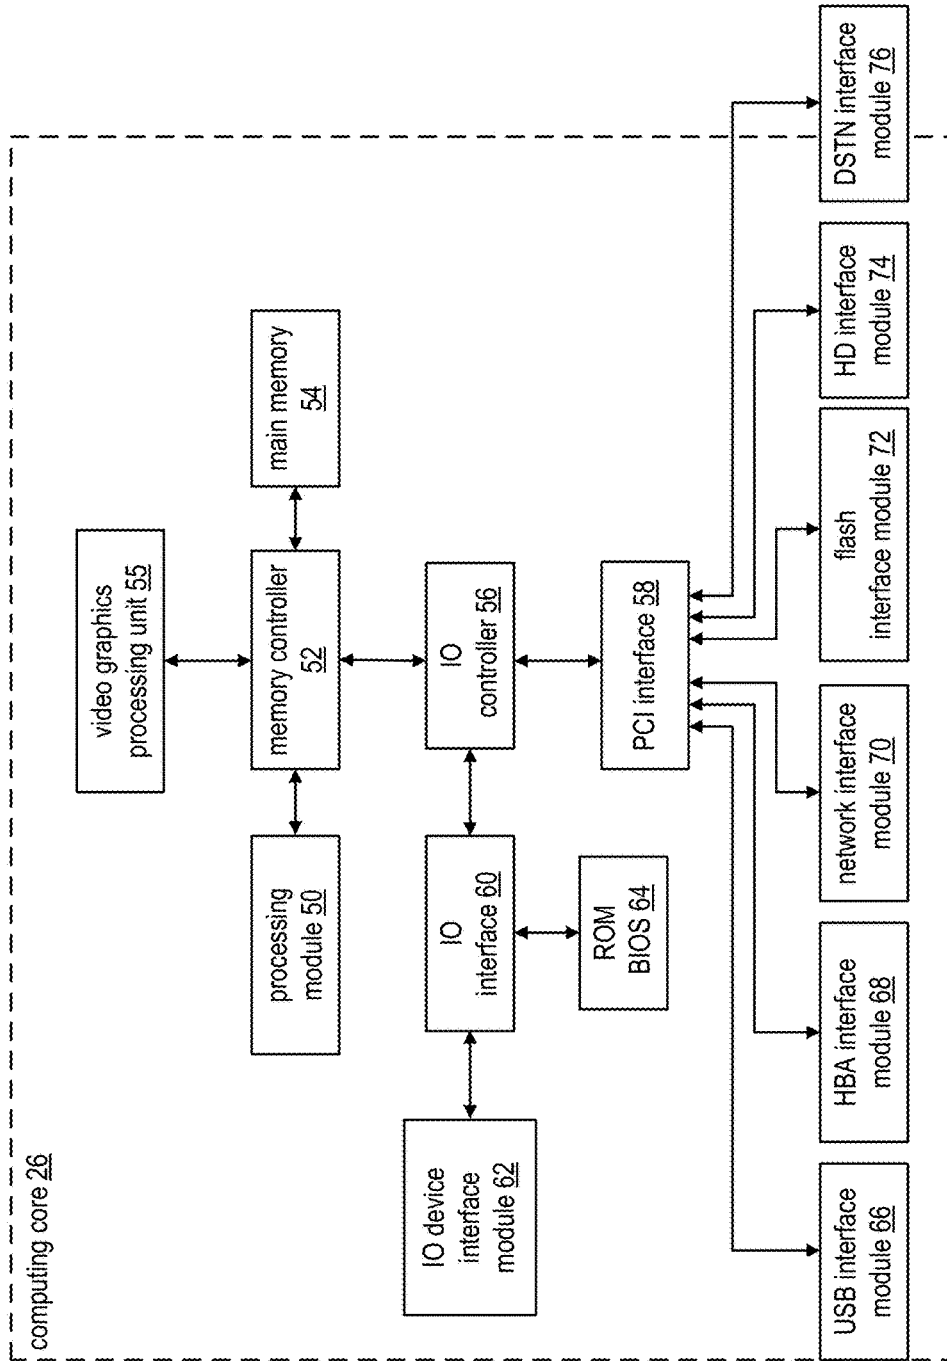 computing core 26
video graphics
processing unit 55
processing
module 50
memory controller
52
main memory
54
IO device
interface
module 62
IO
interface 60
IO
controller 56
ROM
BIOS 64
PCI interface 58
USB interface
module 66
HBA interface
module 68
network interface
module 70
flash
interface module 72
HD interface
module 74
DSTN interface
module 76